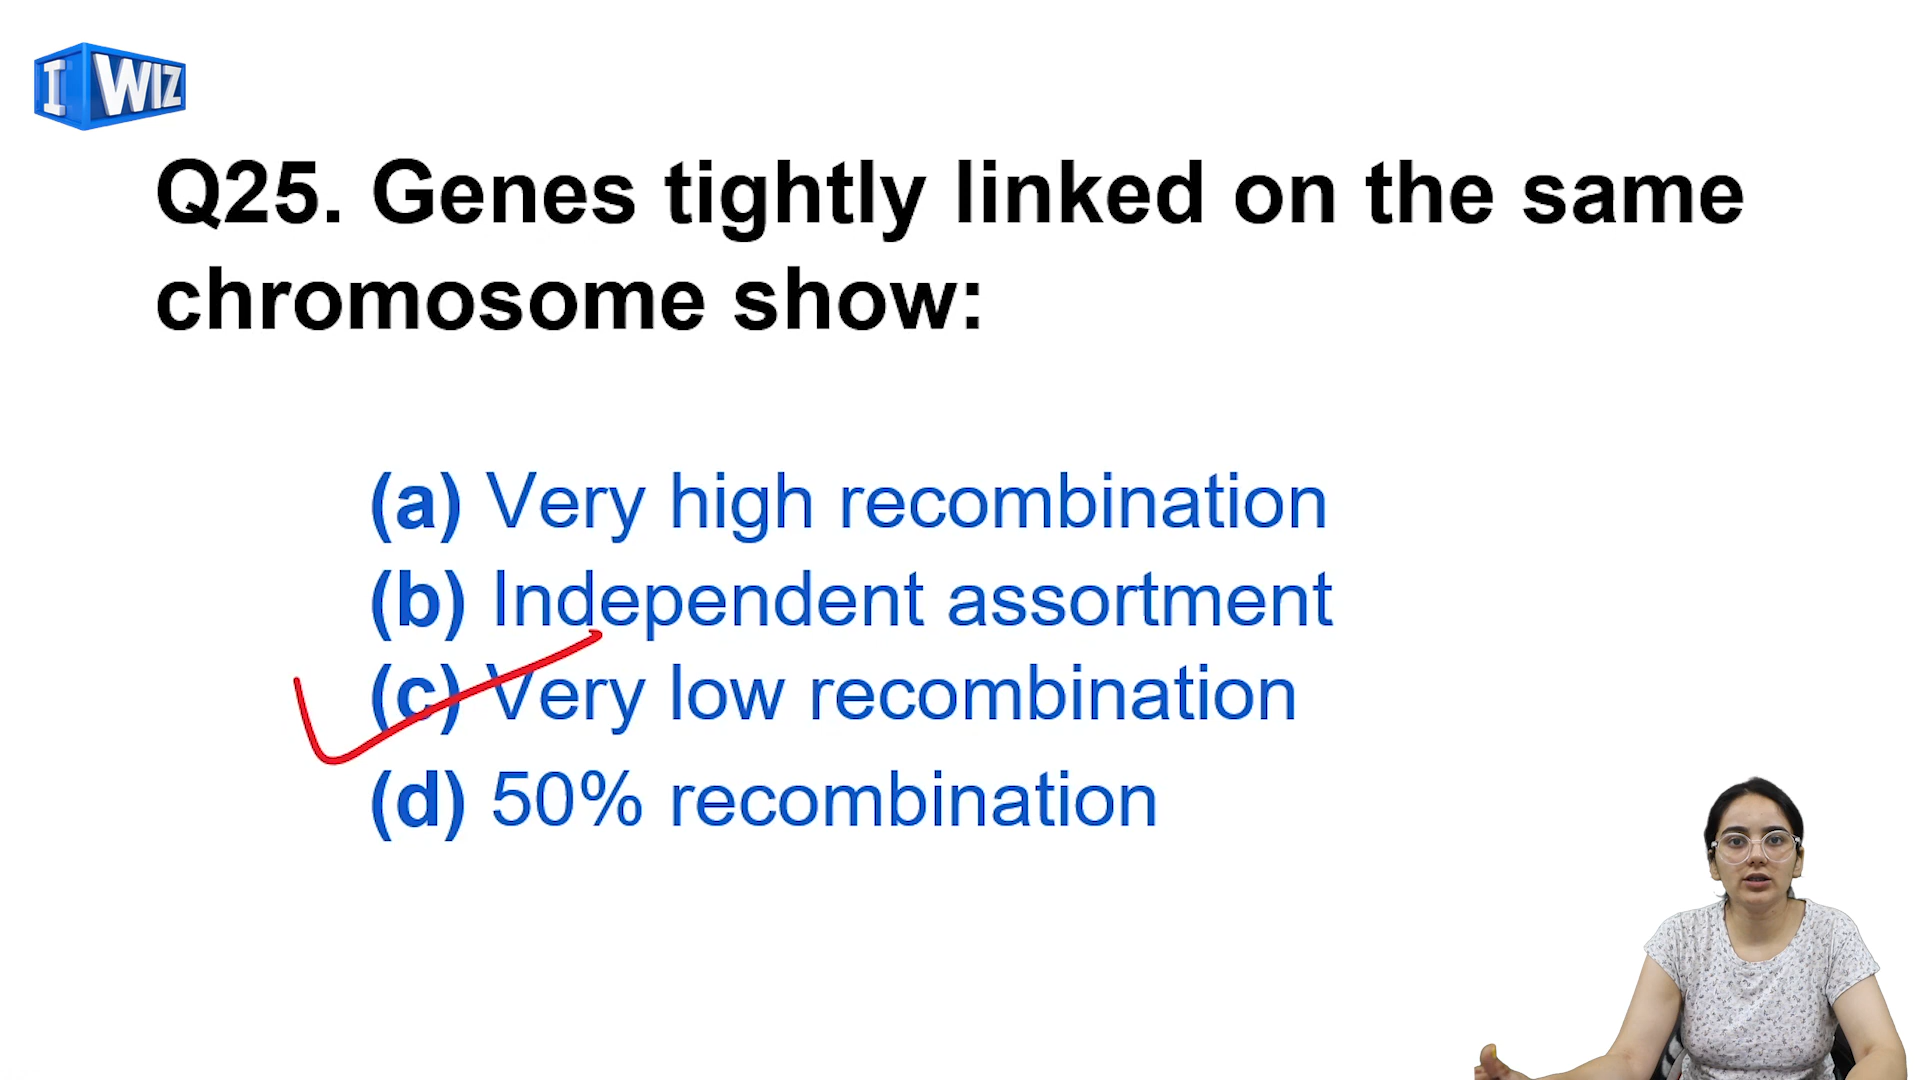 I WIZ
Q25. Genes tightly linked on the same
chromosome show:
(a) Very high recombination
(b) Independent assortment
(c) Very low recombination
(d) 50% recombination